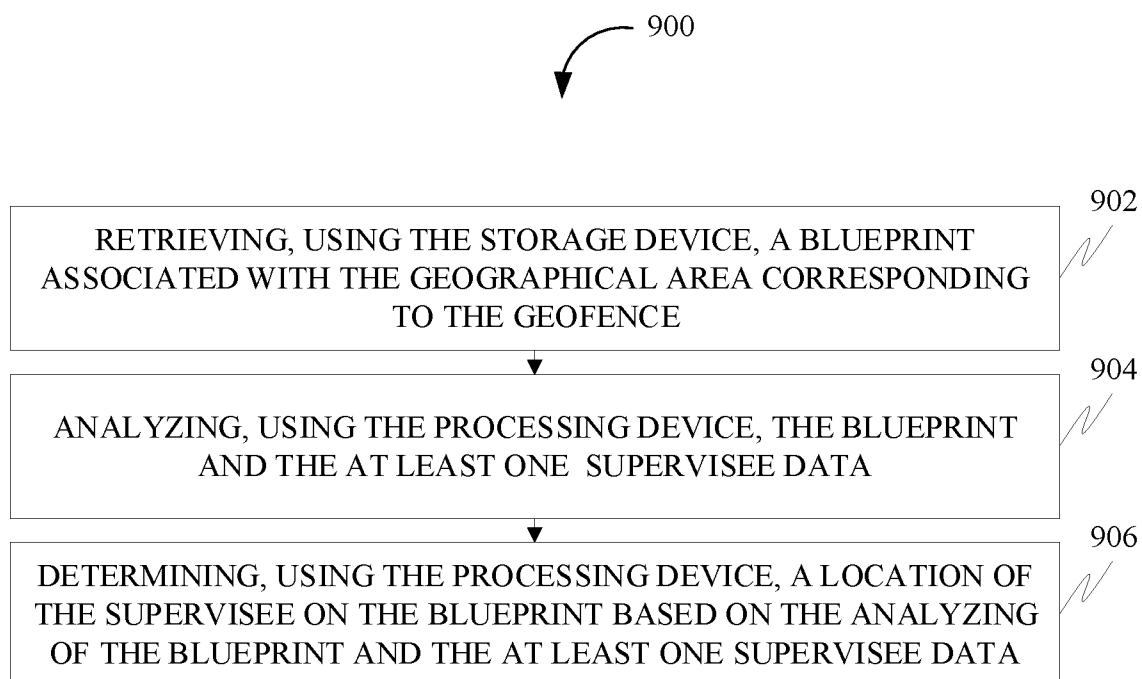 900
902
RETRIEVING, USING THE STORAGE DEVICE, A BLUEPRINT
ASSOCIATED WITH THE GEOGRAPHICAL AREA CORRESPONDING
TO THE GEOFENCE
904
ANALYZING, USING THE PROCESSING DEVICE, THE BLUEPRINT
AND THE AT LEAST ONE SUPERVISEE DATA
906
DETERMINING, USING THE PROCESSING DEVICE, A LOCATION OF
THE SUPERVISEE ON THE BLUEPRINT BASED ON THE ANALYZING
OF THE BLUEPRINT AND THE AT LEAST ONE SUPERVISEE DATA